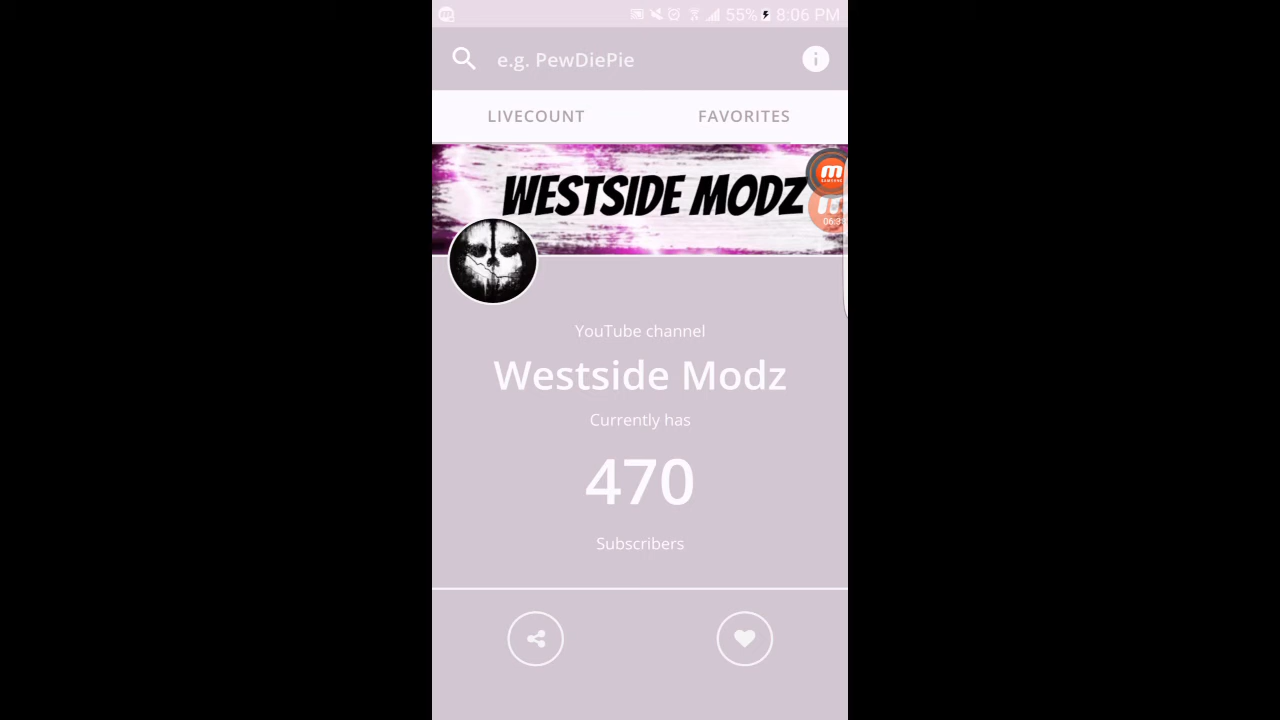 55% 8:06 PM
e.g. PewDiePie
LIVECOUNT FAVORITES
WESTSIDE MODZ
YouTube channel
Westside Modz
Currently has
470
Subscribers